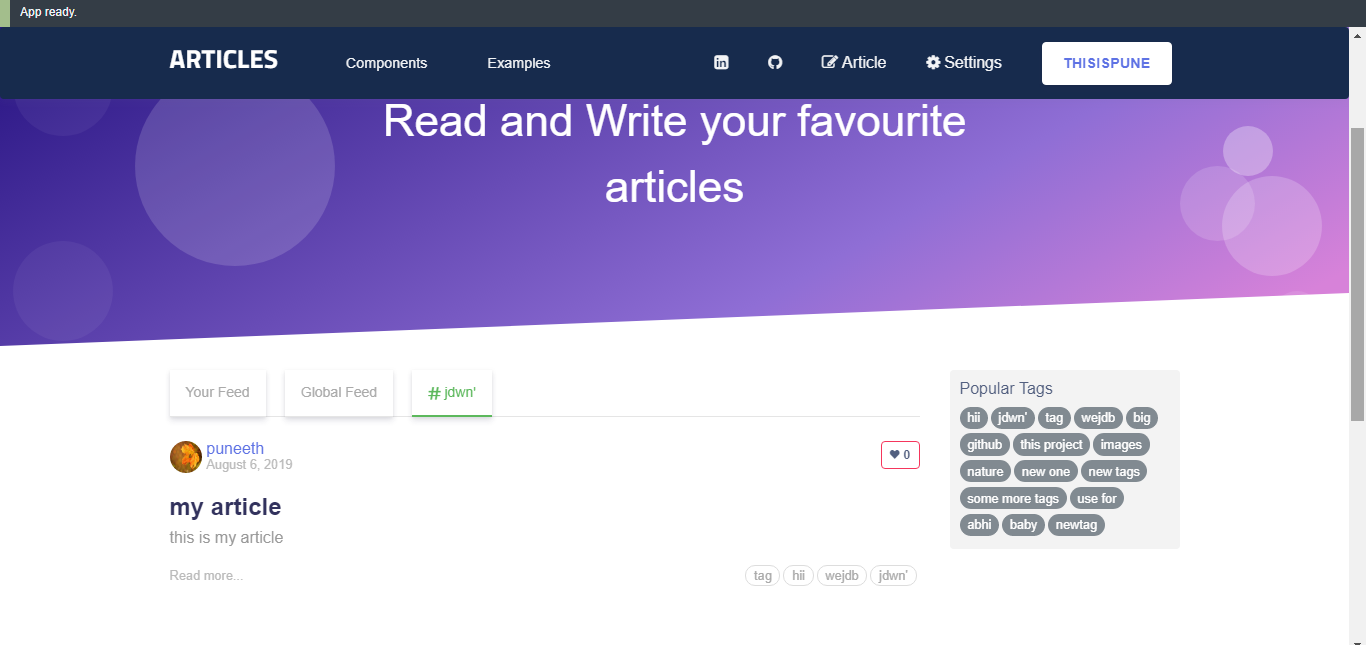 App ready.
ARTICLES Components Examples Article Settings THISISPUNE
Read and Write your favourite
articles
Your Feed Global Feed # jdwn'
puneeth
August 6, 2019
0
my article
this is my article
Read more...
tag hii wejdb jdwn'
Popular Tags
hii jdwn' tag wejdb big
github this project images
nature new one new tags
some more tags use for
abhi baby newtag